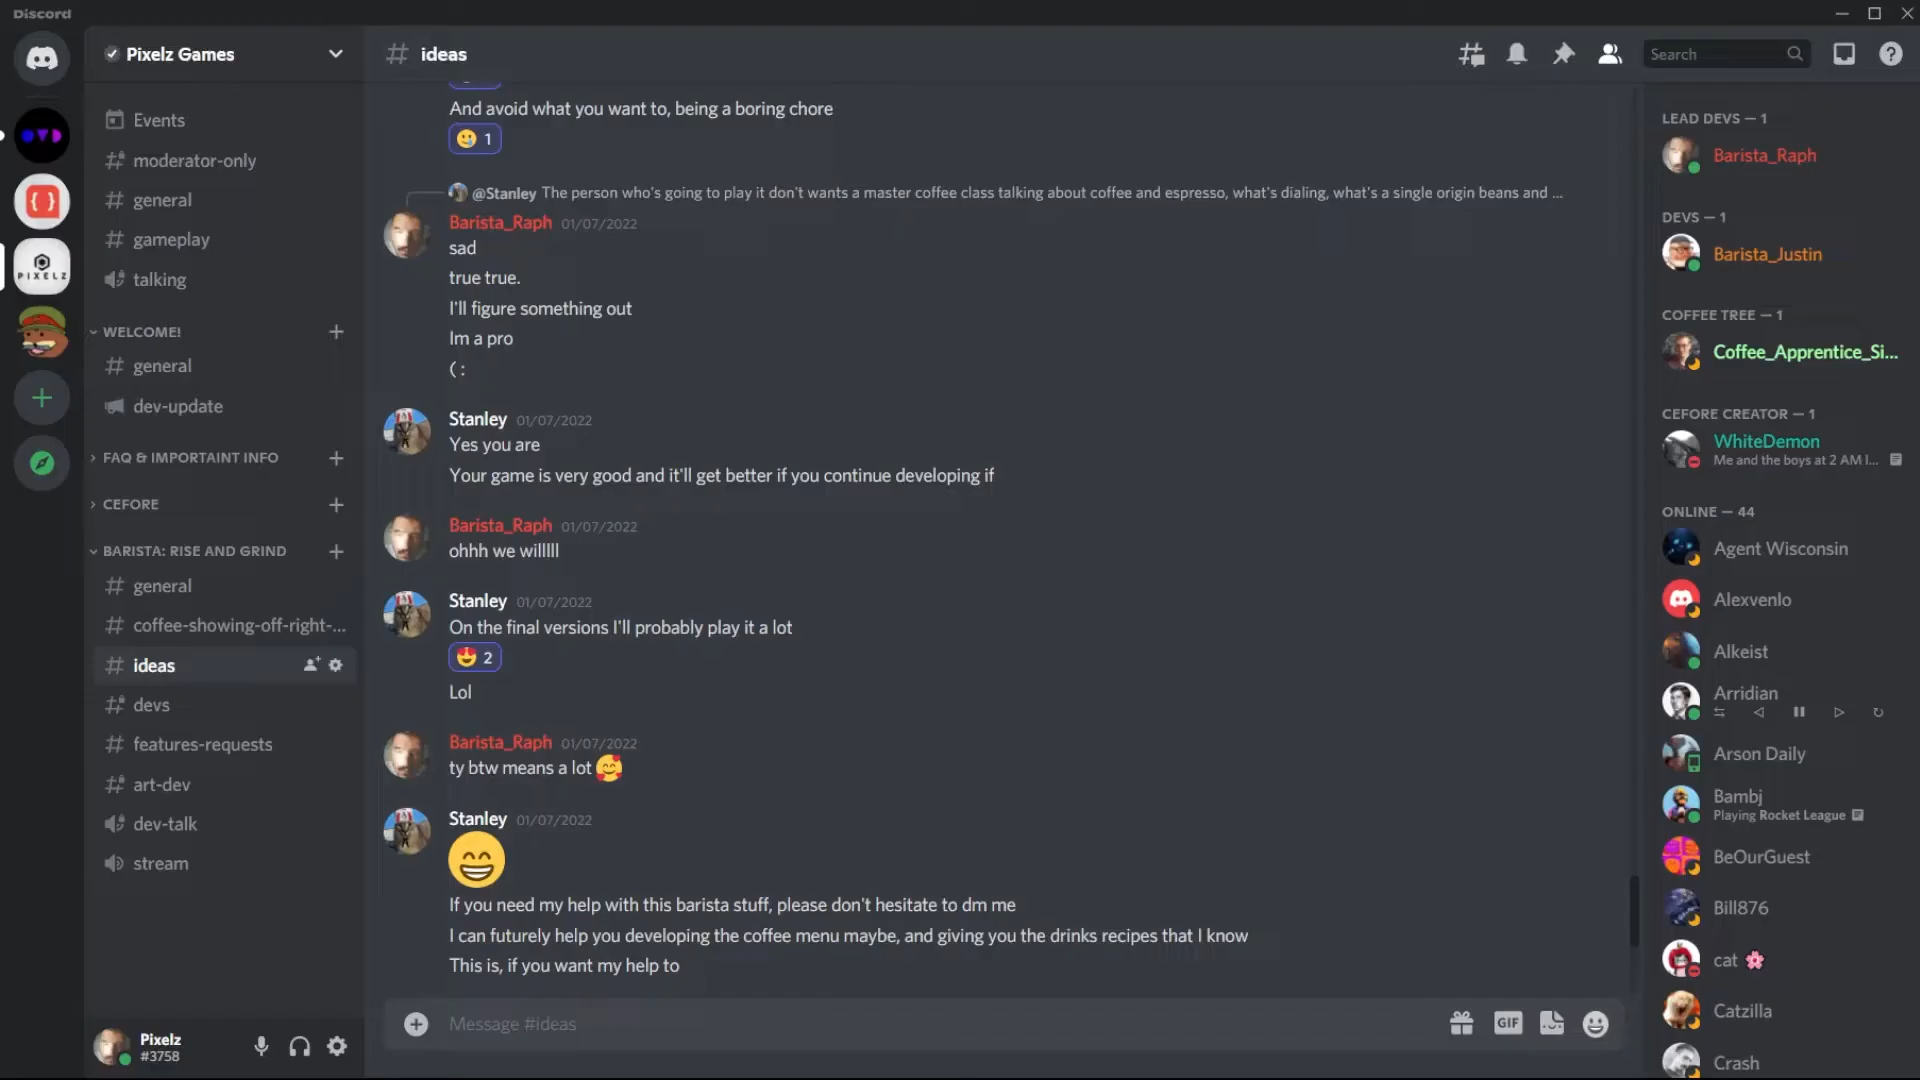 Discord
Pixelz Games
Events
moderator-only
general
gameplay
talking
WELCOME!
general
dev-update
FAQ & IMPORTAINT INFO
CEFORE
BARISTA: RISE AND GRIND
general
coffee-showing-off-right-...
ideas
devs
features-requests
art-dev
dev-talk
stream
PIXELZ
Pixelz
#3758
ideas
Search
And avoid what you want to, being a boring chore
1
@Stanley The person who's going to play it don't wants a master coffee class talking about coffee and espresso, what's dialing, what's a single origin beans and ...
Barista_Raph 01/07/2022
sad
true true.
I'll figure something out
Im a pro
( :
Stanley 01/07/2022
Yes you are
Your game is very good and it'll get better if you continue developing if
Barista_Raph 01/07/2022
ohhh we willlll
Stanley 01/07/2022
On the final versions I'll probably play it a lot
2
Lol
Barista_Raph 01/07/2022
ty btw means a lot 🥰
Stanley 01/07/2022
If you need my help with this barista stuff, please don't hesitate to dm me
I can futurely help you developing the coffee menu maybe, and giving you the drinks recipes that I know
This is, if you want my help to
Message #ideas
GIF
LEAD DEVS — 1
Barista_Raph
DEVS — 1
Barista_Justin
COFFEE TREE — 1
Coffee_Apprentice_Si...
CEFORE CREATOR — 1
WhiteDemon
Me and the boys at 2 AM l...
ONLINE — 44
Agent Wisconsin
Alexvenlo
Alkeist
Arridian
Arson Daily
Bambj
Playing Rocket League
BeOurGuest
Bill876
cat 🌸
Catzilla
Crash